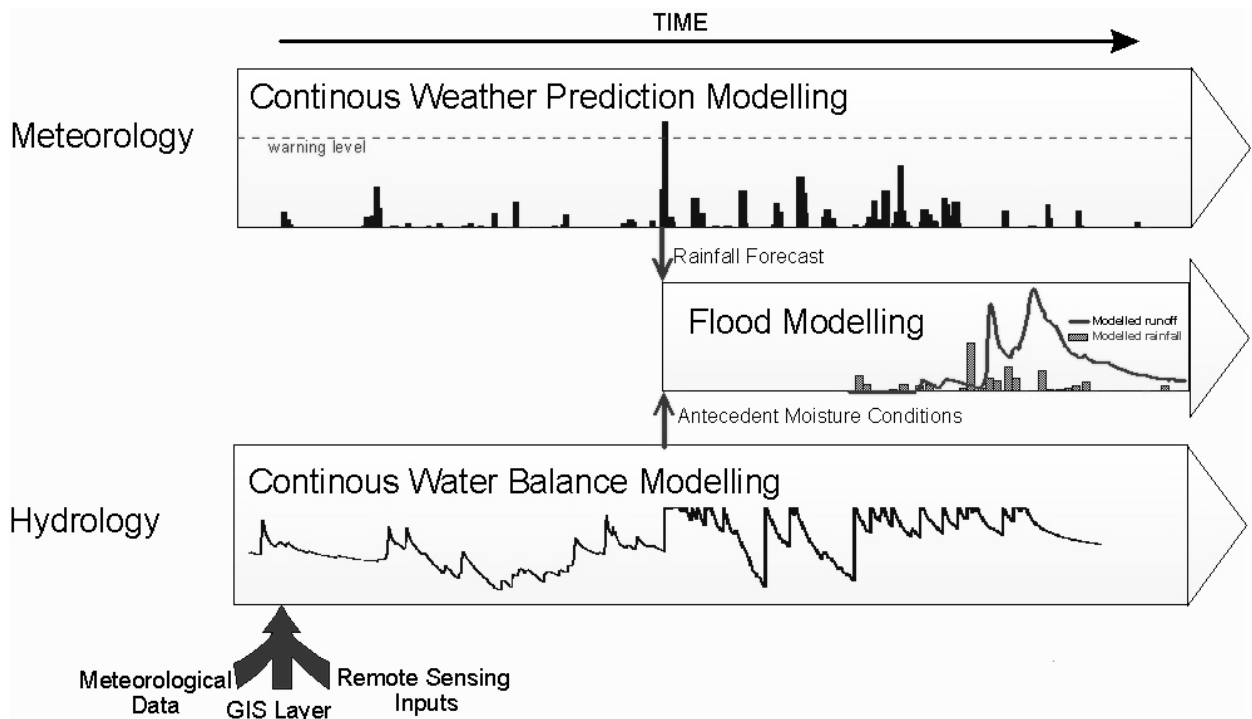 TIME
Continous Weather Prediction Modelling
Meteorology
warning level
Rainfall Forecast
Flood Modelling
Modelled runoff
Modelled rainfall
Antecedent Moisture Conditions
Continous Water Balance Modelling
Hydrology
Meteorological
Data
GIS Layer
Remote Sensing
Inputs